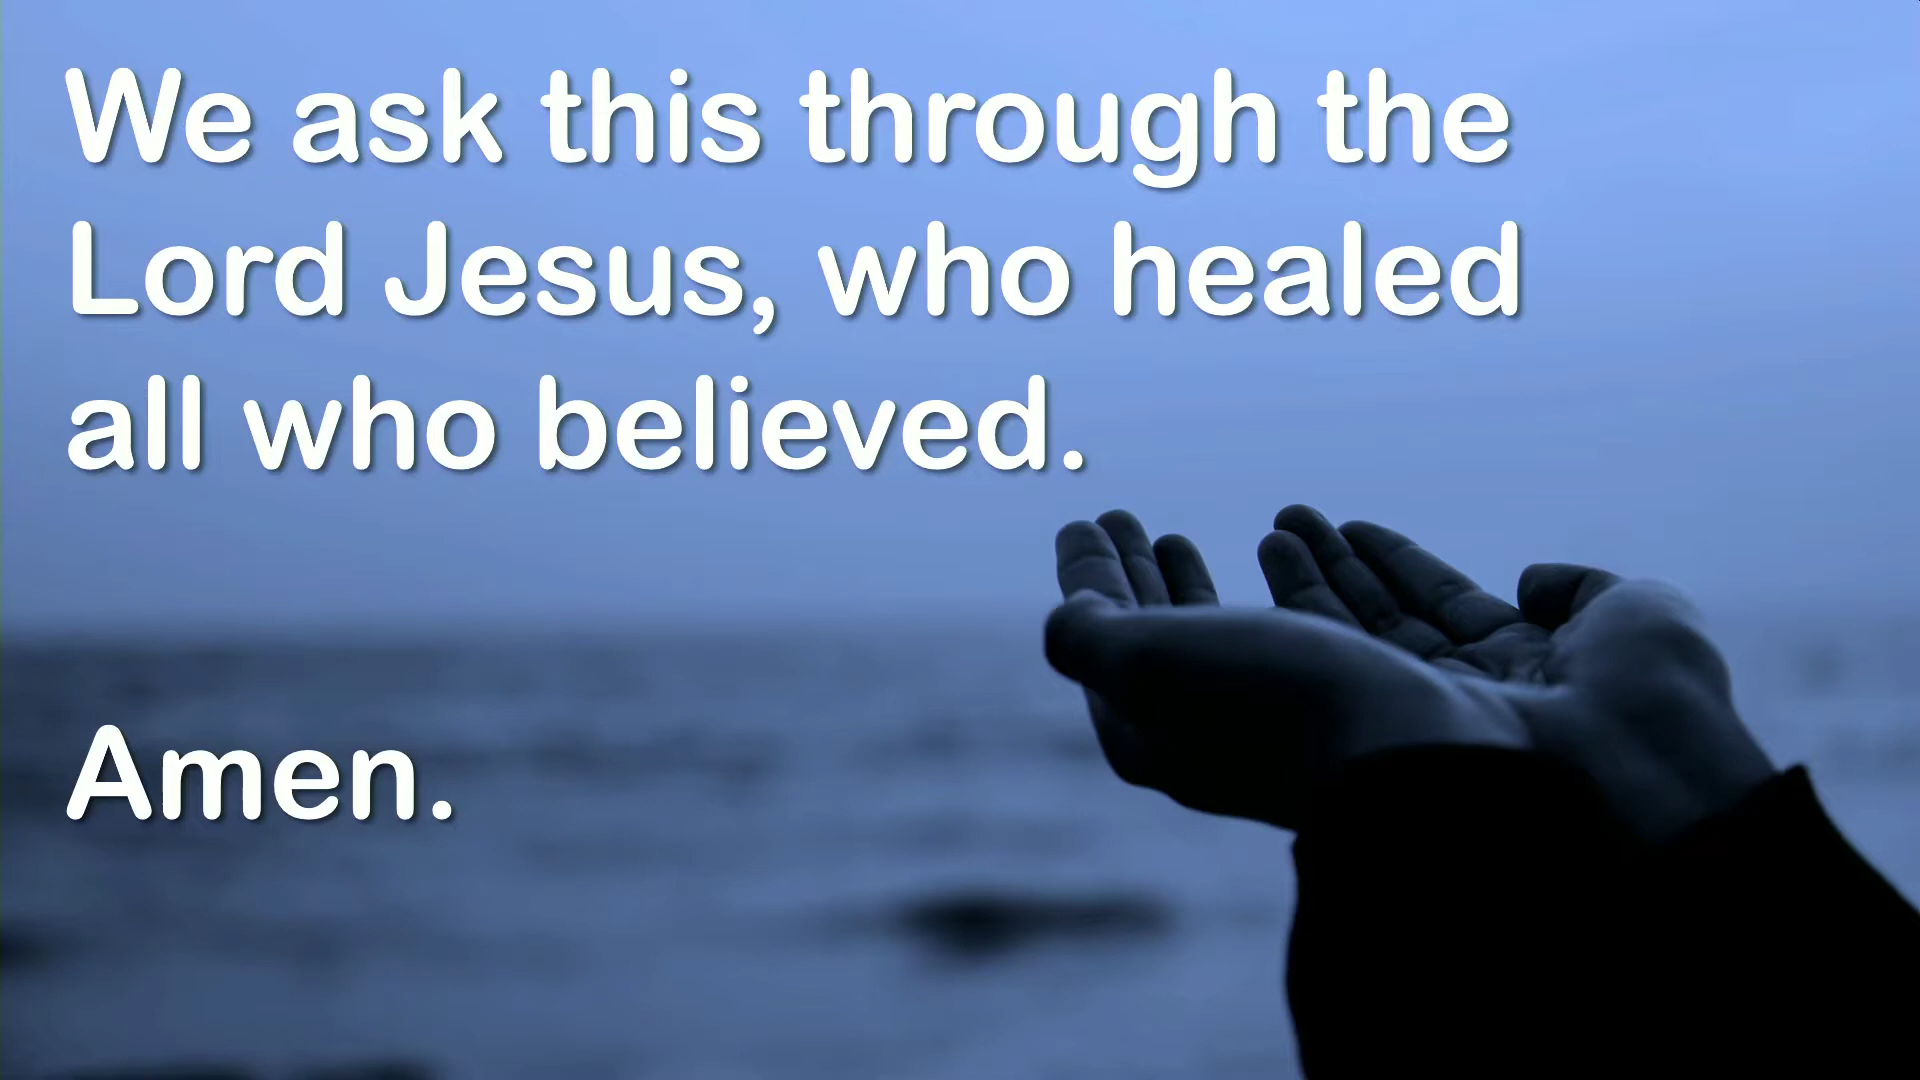 We ask this through the
Lord Jesus, who healed
all who believed.
Amen.